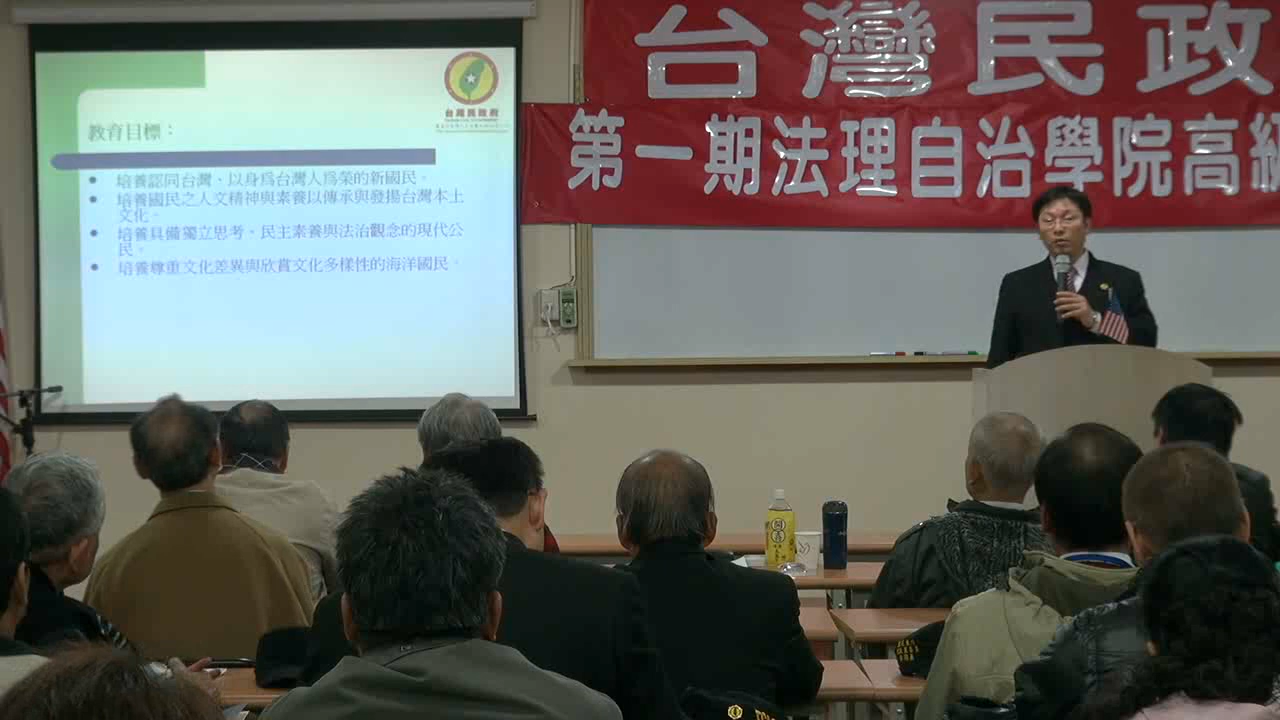 台灣民政
第一期法理自治學院高級
台灣民政府
教育目標：
培養認同台灣、以身為台灣人為榮的新國民。
培養國民之人文精神與素養以傳承與發揚台灣本土
文化。
培養具備獨立思考、民主素養與法治觀念的現代公
民。
培養尊重文化差異與欣賞文化多樣性的海洋國民。